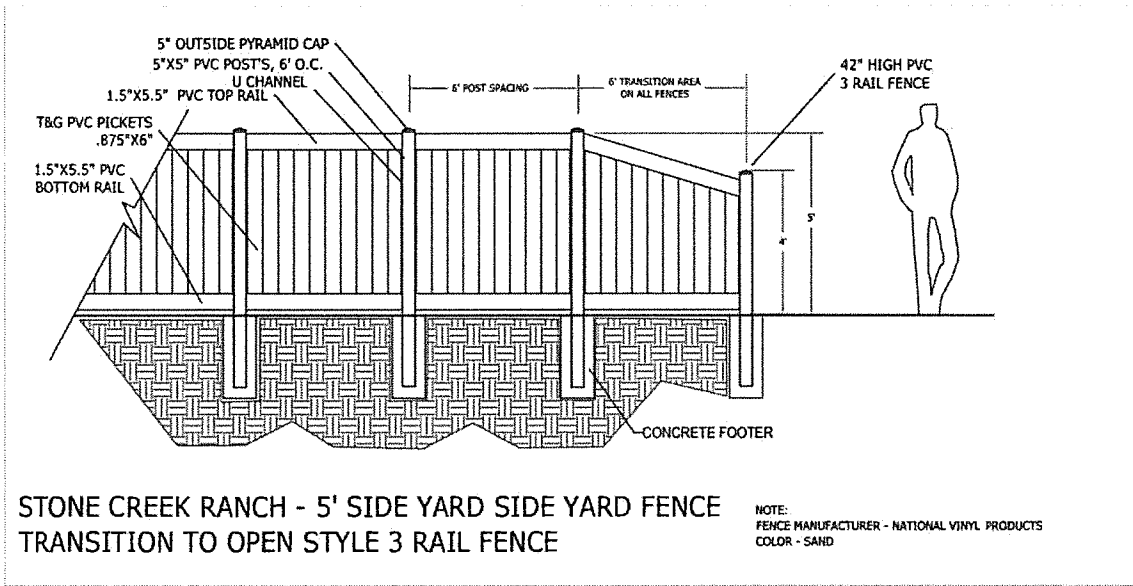 5" OUTSIDE PYRAMID CAP
5"X5" PVC POST'S, 6' O.C.
U CHANNEL
1.5"X5.5" PVC TOP RAIL
T&G PVC PICKETS
.875"X6"
1.5"X5.5" PVC
BOTTOM RAIL
6' POST SPACING
6' TRANSITION AREA
ON ALL FENCES
42" HIGH PVC
3 RAIL FENCE
5'
4'
CONCRETE FOOTER
STONE CREEK RANCH - 5' SIDE YARD SIDE YARD FENCE
TRANSITION TO OPEN STYLE 3 RAIL FENCE
NOTE:
FENCE MANUFACTURER - NATIONAL VINYL PRODUCTS
COLOR - SAND